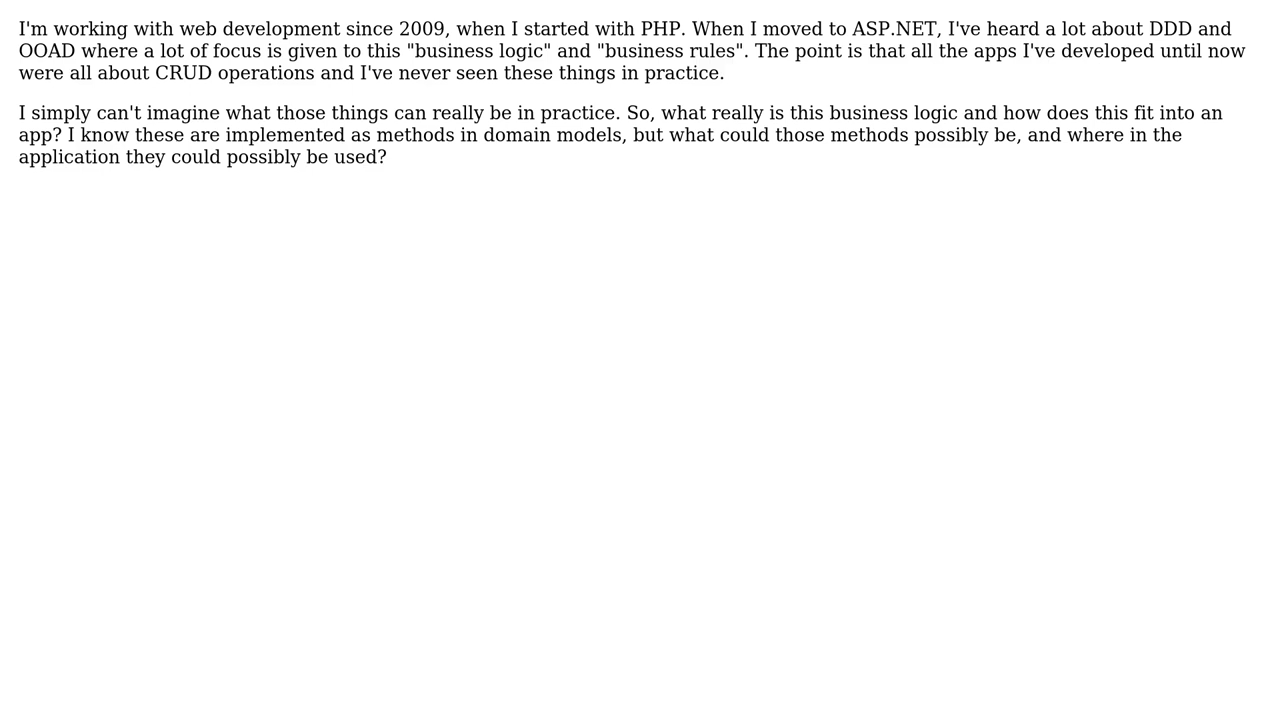 I'm working with web development since 2009, when I started with PHP. When I moved to ASP.NET, I've heard a lot about DDD and
OOAD where a lot of focus is given to this "business logic" and "business rules". The point is that all the apps I've developed until now
were all about CRUD operations and I've never seen these things in practice.
I simply can't imagine what those things can really be in practice. So, what really is this business logic and how does this fit into an
app? I know these are implemented as methods in domain models, but what could those methods possibly be, and where in the
application they could possibly be used?